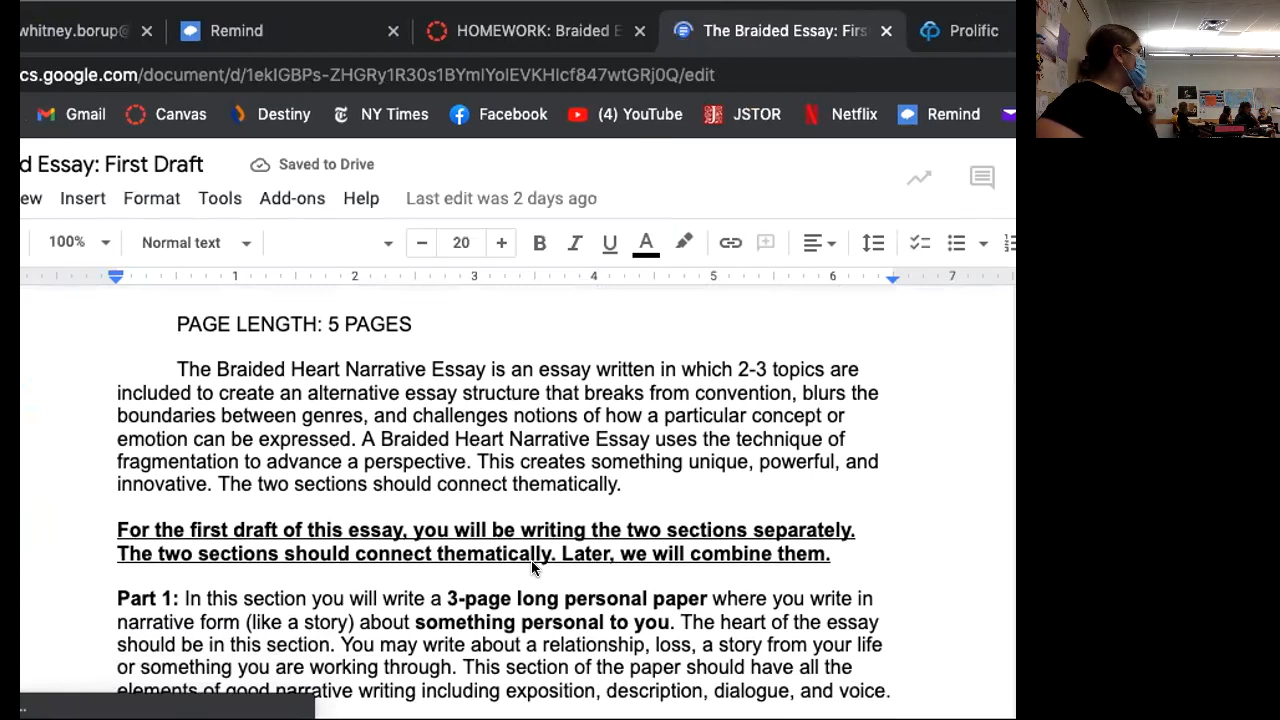 whitney.borup@
Remind
HOMEWORK: Braided E
The Braided Essay: Firs
Prolific
cs.google.com/document/d/1ekIGBPs-ZHGRy1R30s1BYmlYolEVKHIcf847wtGRj0Q/edit
Gmail
Canvas
Destiny
NY Times
Facebook
(4) YouTube
JSTOR
Netflix
Remind
d Essay: First Draft
Saved to Drive
ew
Insert
Format
Tools
Add-ons
Help
Last edit was 2 days ago
100%
Normal text
20
1 2 3 4 5 6 7
PAGE LENGTH: 5 PAGES
The Braided Heart Narrative Essay is an essay written in which 2-3 topics are
included to create an alternative essay structure that breaks from convention, blurs the
boundaries between genres, and challenges notions of how a particular concept or
emotion can be expressed. A Braided Heart Narrative Essay uses the technique of
fragmentation to advance a perspective. This creates something unique, powerful, and
innovative. The two sections should connect thematically.
For the first draft of this essay, you will be writing the two sections separately.
The two sections should connect thematically. Later, we will combine them.
Part 1: In this section you will write a 3-page long personal paper where you write in
narrative form (like a story) about something personal to you. The heart of the essay
should be in this section. You may write about a relationship, loss, a story from your life
or something you are working through. This section of the paper should have all the
elements of good narrative writing including exposition, description, dialogue, and voice.